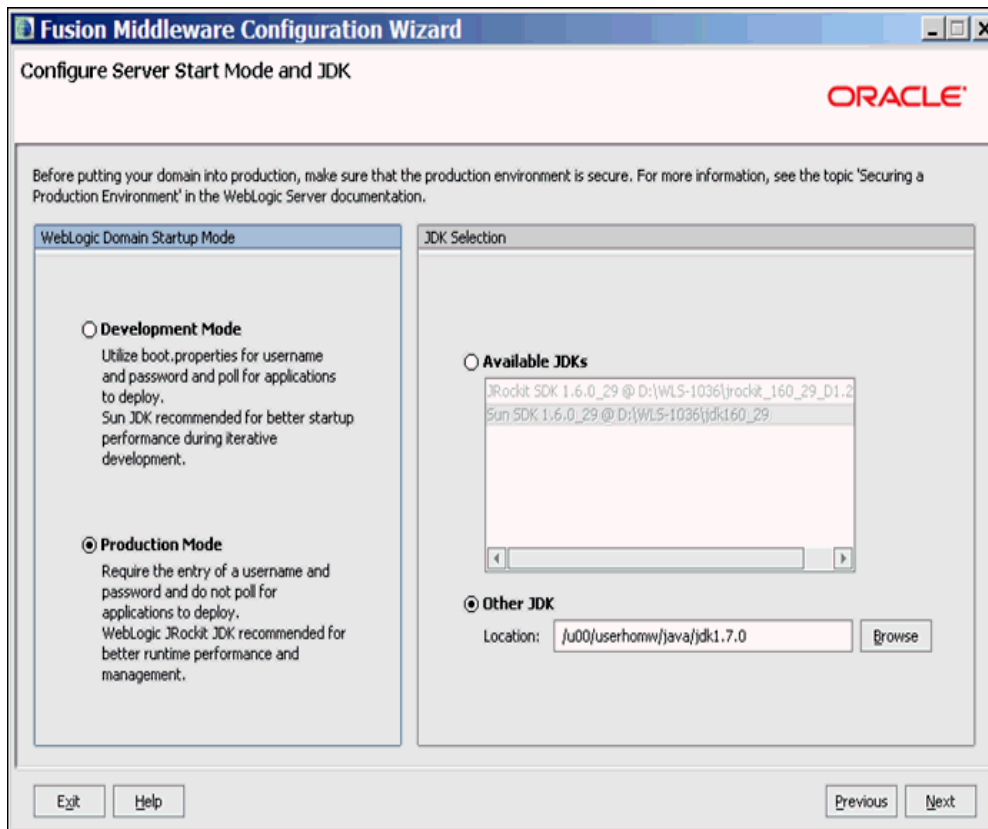 Fusion Middleware Configuration Wizard
Configure Server Start Mode and JDK
ORACLE
Before putting your domain into production, make sure that the production environment is secure. For more information, see the topic 'Securing a
Production Environment' in the WebLogic Server documentation.
WebLogic Domain Startup Mode
Development Mode
Utilize boot.properties for username
and password and poll for applications
to deploy.
Sun JDK recommended for better startup
performance during iterative
development.
Production Mode
Require the entry of a username and
password and do not poll for
applications to deploy.
WebLogic JRockit JDK recommended for
better runtime performance and
management.
JDK Selection
Available JDKs
JRockit SDK 1.6.0_29 @ D:\WLS-1036\jrockit_160_29_D1.2
Sun SDK 1.6.0_29 @ D:\WLS-1036\jdk160_29
Other JDK
Location: /u00/userhomw/java/jdk1.7.0 Browse
Exit Help Previous Next